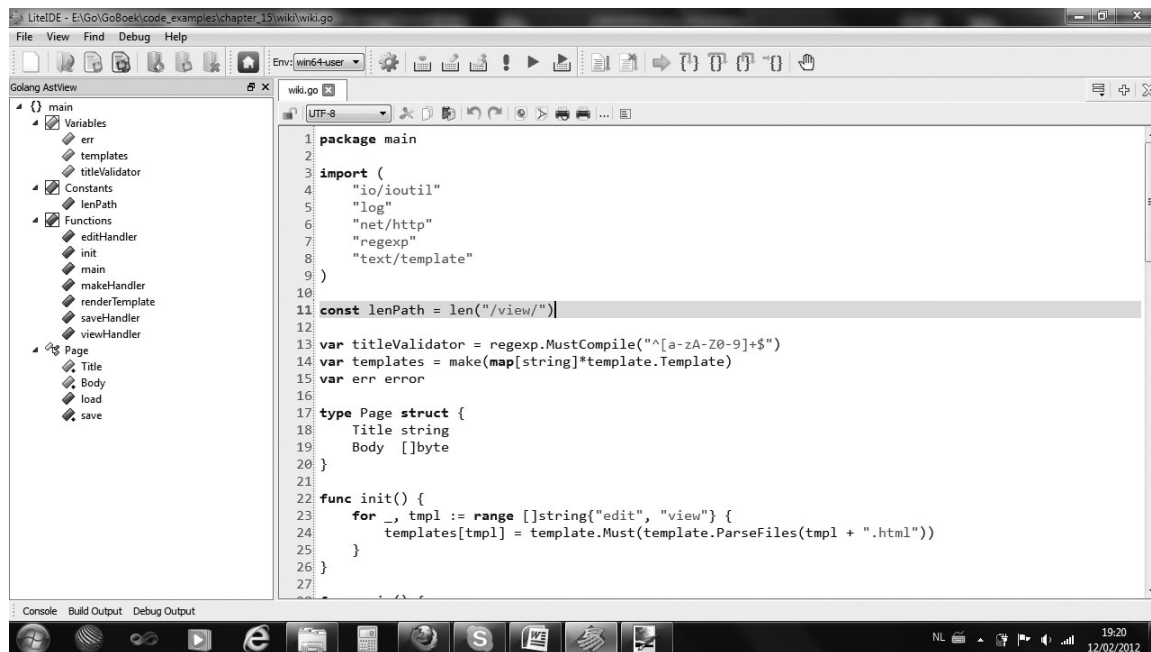 LiteIDE - E:\Go\GoBoek\code_examples\chapter_15\wiki\wiki.go
File View Find Debug Help
Env: win64-user
Golang AstView
{} main
Variables
err
templates
titleValidator
Constants
lenPath
Functions
editHandler
init
main
makeHandler
renderTemplate
saveHandler
viewHandler
Page
Title
Body
load
save
wiki.go
UTF-8
1 package main
2
3 import (
4 "io/ioutil"
5 "log"
6 "net/http"
7 "regexp"
8 "text/template"
9 )
10
11 const lenPath = len("/view/")
12
13 var titleValidator = regexp.MustCompile("^[a-zA-Z0-9]+$")
14 var templates = make(map[string]*template.Template)
15 var err error
16
17 type Page struct {
18 Title string
19 Body []byte
20 }
21
22 func init() {
23 for _, tmpl := range []string{"edit", "view"} {
24 templates[tmpl] = template.Must(template.ParseFiles(tmpl + ".html"))
25 }
26 }
27
Console Build Output Debug Output
NL
19:20
12/02/2012